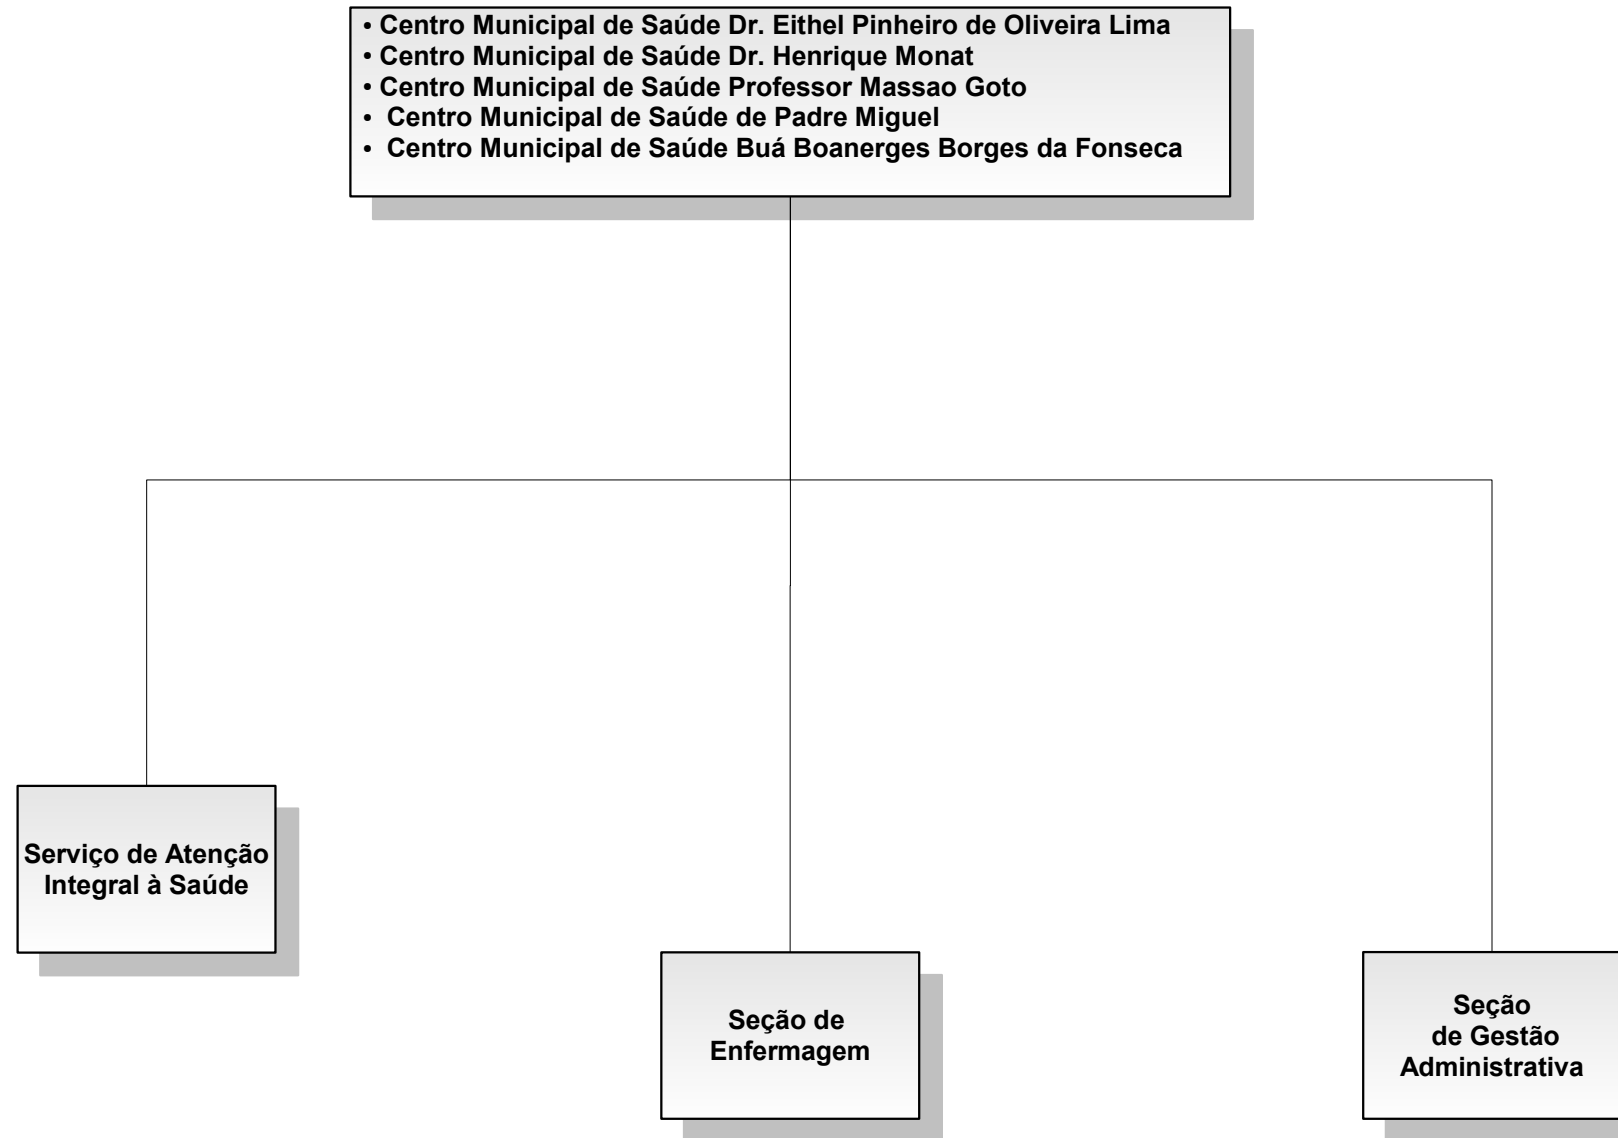 • Centro Municipal de Saúde Dr. Eithel Pinheiro de Oliveira Lima
• Centro Municipal de Saúde Dr. Henrique Monat
• Centro Municipal de Saúde Professor Massao Goto
• Centro Municipal de Saúde de Padre Miguel
• Centro Municipal de Saúde Buá Boanerges Borges da Fonseca
Serviço de Atenção
Integral à Saúde
Seção de
Enfermagem
Seção
de Gestão
Administrativa